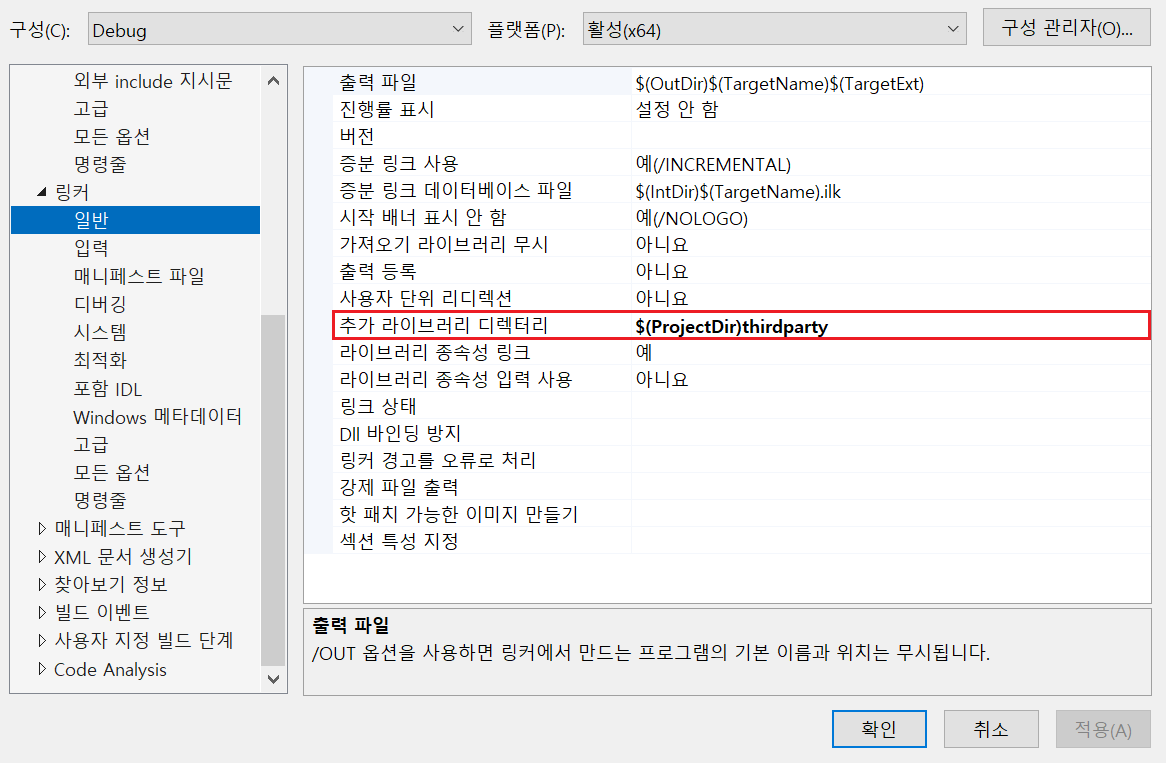 구성(C): Debug 플랫폼(P): 활성(x64) 구성 관리자(O)...
외부 include 지시문
고급
모든 옵션
명령줄
링커
일반
입력
매니페스트 파일
디버깅
시스템
최적화
포함 IDL
Windows 메타데이터
고급
모든 옵션
명령줄
매니페스트 도구
XML 문서 생성기
찾아보기 정보
빌드 이벤트
사용자 지정 빌드 단계
Code Analysis
출력 파일 $(OutDir)$(TargetName)$(TargetExt)
진행률 표시 설정 안 함
버전
증분 링크 사용 예(/INCREMENTAL)
증분 링크 데이터베이스 파일 $(IntDir)$(TargetName).ilk
시작 배너 표시 안 함 예(/NOLOGO)
가져오기 라이브러리 무시 아니요
출력 등록 아니요
사용자 단위 리디렉션 아니요
추가 라이브러리 디렉터리 $(ProjectDir)thirdparty
라이브러리 종속성 링크 예
라이브러리 종속성 입력 사용 아니요
링크 상태
Dll 바인딩 방지
링커 경고를 오류로 처리
강제 파일 출력
핫 패치 가능한 이미지 만들기
섹션 특성 지정
출력 파일
/OUT 옵션을 사용하면 링커에서 만드는 프로그램의 기본 이름과 위치는 무시됩니다.
확인 취소 적용(A)